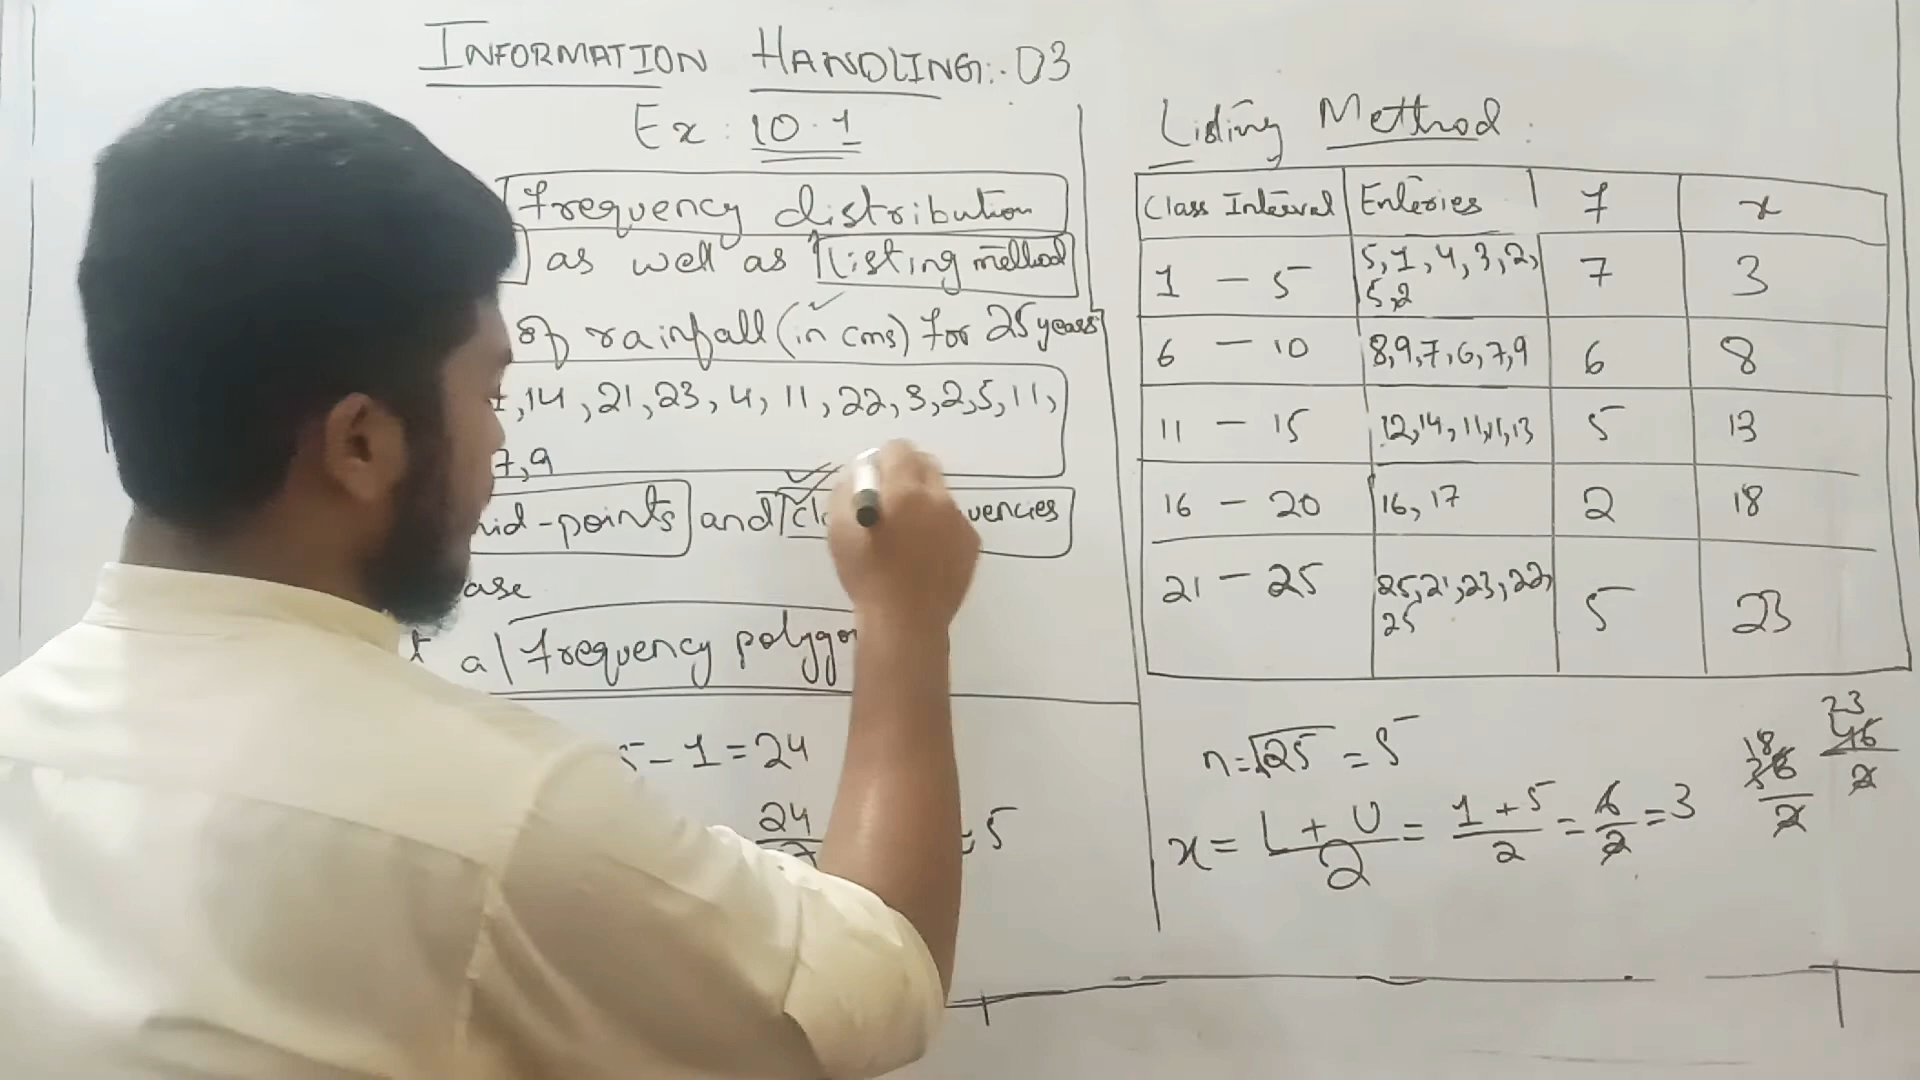 INFORMATION HANDLING:. 03
Ex : 10.1
frequency distribution
as well as listing method
of rainfall (in cms) for 25 years
,14,21,23,4,11,22,3,2,5,11,
7,9
mid-points and
a frequency
5-1=24
24
= 5
Listing Method :
Class Interval Enteries f x
1 - 5 5,1,4,3,2, 7 3
5,2
6 - 10 8,9,7,6,7,9 6 8
11 - 15 12,14,11,11,13 5 13
16 - 20 16,17 2 18
21 - 25 25,21,23,22, 5 23
25
n=√25 = 5
x= L + U / 2 = 1+5 / 2 = 6/2 = 3
18
36/2
23
46/2